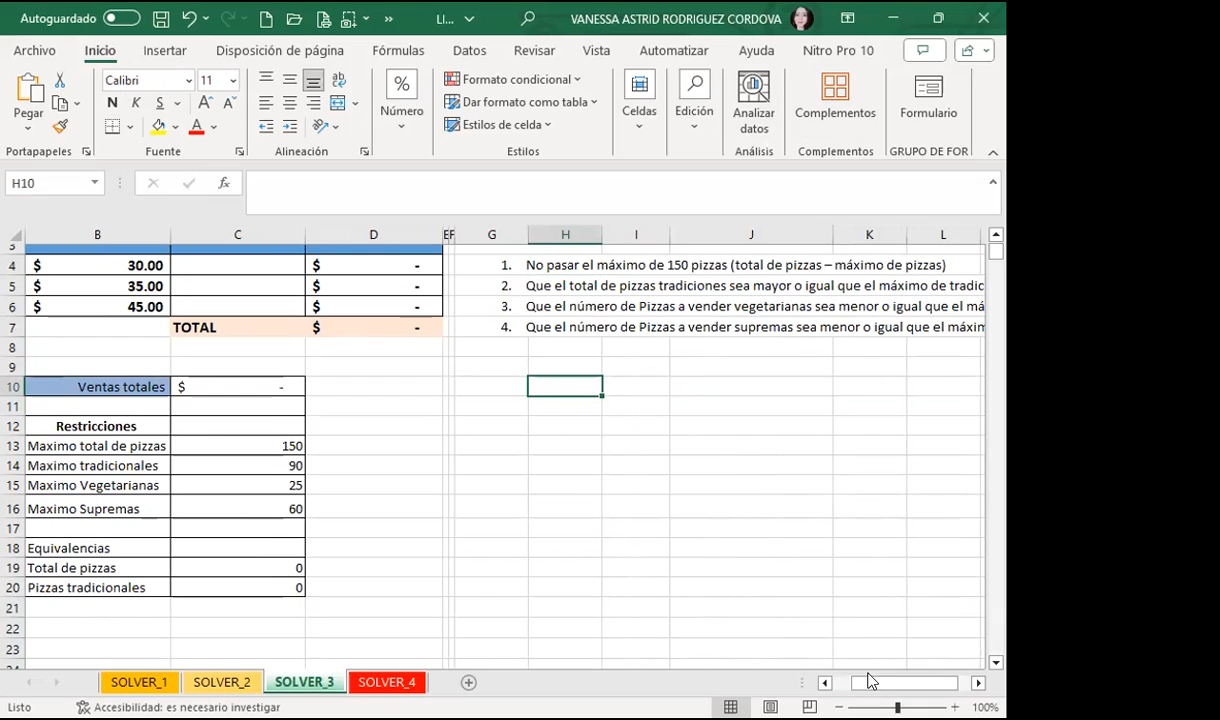 Autoguardado
LI...
VANESSA ASTRID RODRIGUEZ CORDOVA
Archivo Inicio Insertar Disposición de página Fórmulas Datos Revisar Vista Automatizar Ayuda Nitro Pro 10
Pegar
Calibri 11
N K S
Número
Formato condicional
Dar formato como tabla
Estilos de celda
Celdas
Edición
Analizar datos
Complementos
Formulario
Portapapeles Fuente Alineación Estilos Análisis Complementos GRUPO DE FOR
H10 fx
B C D E F G H I J K L
3
4 $ 30.00 $ - 1. No pasar el máximo de 150 pizzas (total de pizzas – máximo de pizzas)
5 $ 35.00 $ - 2. Que el total de pizzas tradiciones sea mayor o igual que el máximo de tradic
6 $ 45.00 $ - 3. Que el número de Pizzas a vender vegetarianas sea menor o igual que el má
7 TOTAL $ - 4. Que el número de Pizzas a vender supremas sea menor o igual que el máxim
8
9
10 Ventas totales $ -
11
12 Restricciones
13 Maximo total de pizzas 150
14 Maximo tradicionales 90
15 Maximo Vegetarianas 25
16 Maximo Supremas 60
17
18 Equivalencias
19 Total de pizzas 0
20 Pizzas tradicionales 0
21
22
23
SOLVER_1 SOLVER_2 SOLVER_3 SOLVER_4
Listo Accesibilidad: es necesario investigar 100%